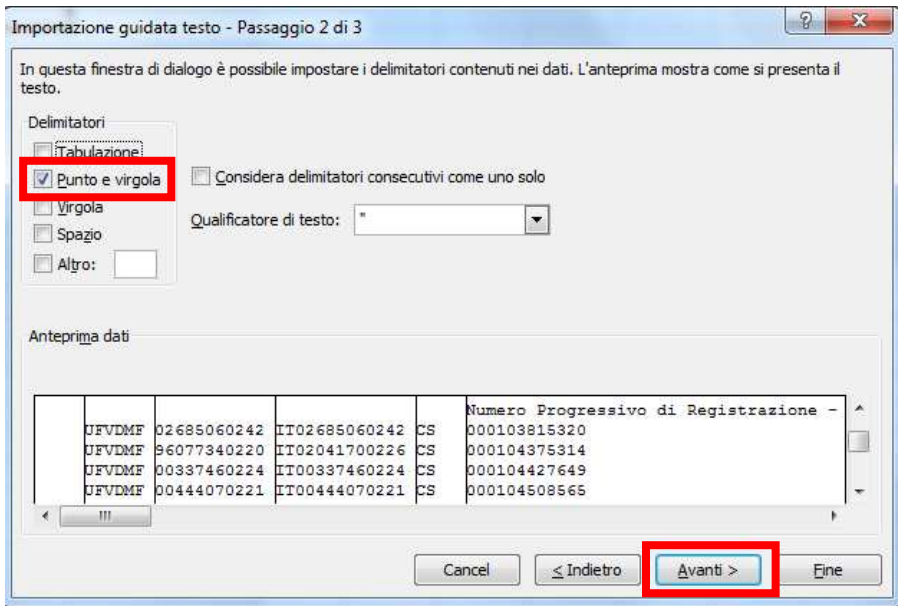 Importazione guidata testo - Passaggio 2 di 3
In questa finestra di dialogo è possibile impostare i delimitatori contenuti nei dati. L'anteprima mostra come si presenta il
testo.
Delimitatori
Tabulazione
Punto e virgola
Considera delimitatori consecutivi come uno solo
Virgola
Qualificatore di testo: "
Spazio
Altro:
Anteprima dati
Numero Progressivo di Registrazione -
UFVDMF 02685060242 IT02685060242 CS 000103815320
UFVDMF 96077340220 IT02041700226 CS 000104375314
UFVDMF 00337460224 IT00337460224 CS 000104427649
UFVDMF 00444070221 IT00444070221 CS 000104508565
Cancel < Indietro Avanti > Fine